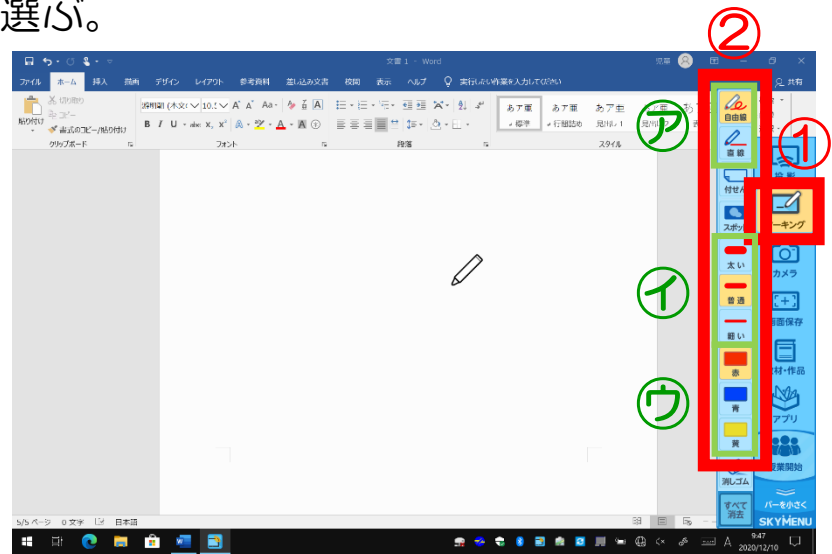 選ぶ。
②
文書 1 - Word
ファイル ホーム 挿入 描画 デザイン レイアウト 参考資料 差し込み文書 校閲 表示 ヘルプ 実行したい作業を入力してください 共有
貼り付け
切り取り
コピー
書式のコピー/貼り付け
クリップボード フォント 段落 スタイル
10.5
B I U
あア亜 あア亜 あア亜
標準 行間詰め 見出し 1
㋐
自由線
直線
①
付せん
スポット
マーキング
㋑
太い
普通
細い
カメラ
画面保存
㋒
赤
青
黄
教材・作品
アプリ
授業開始
消しゴム
すべて
消去
バーを小さく
SKYMENU
5/5 ページ 0 文字 日本語
A
9:47
2020/12/10